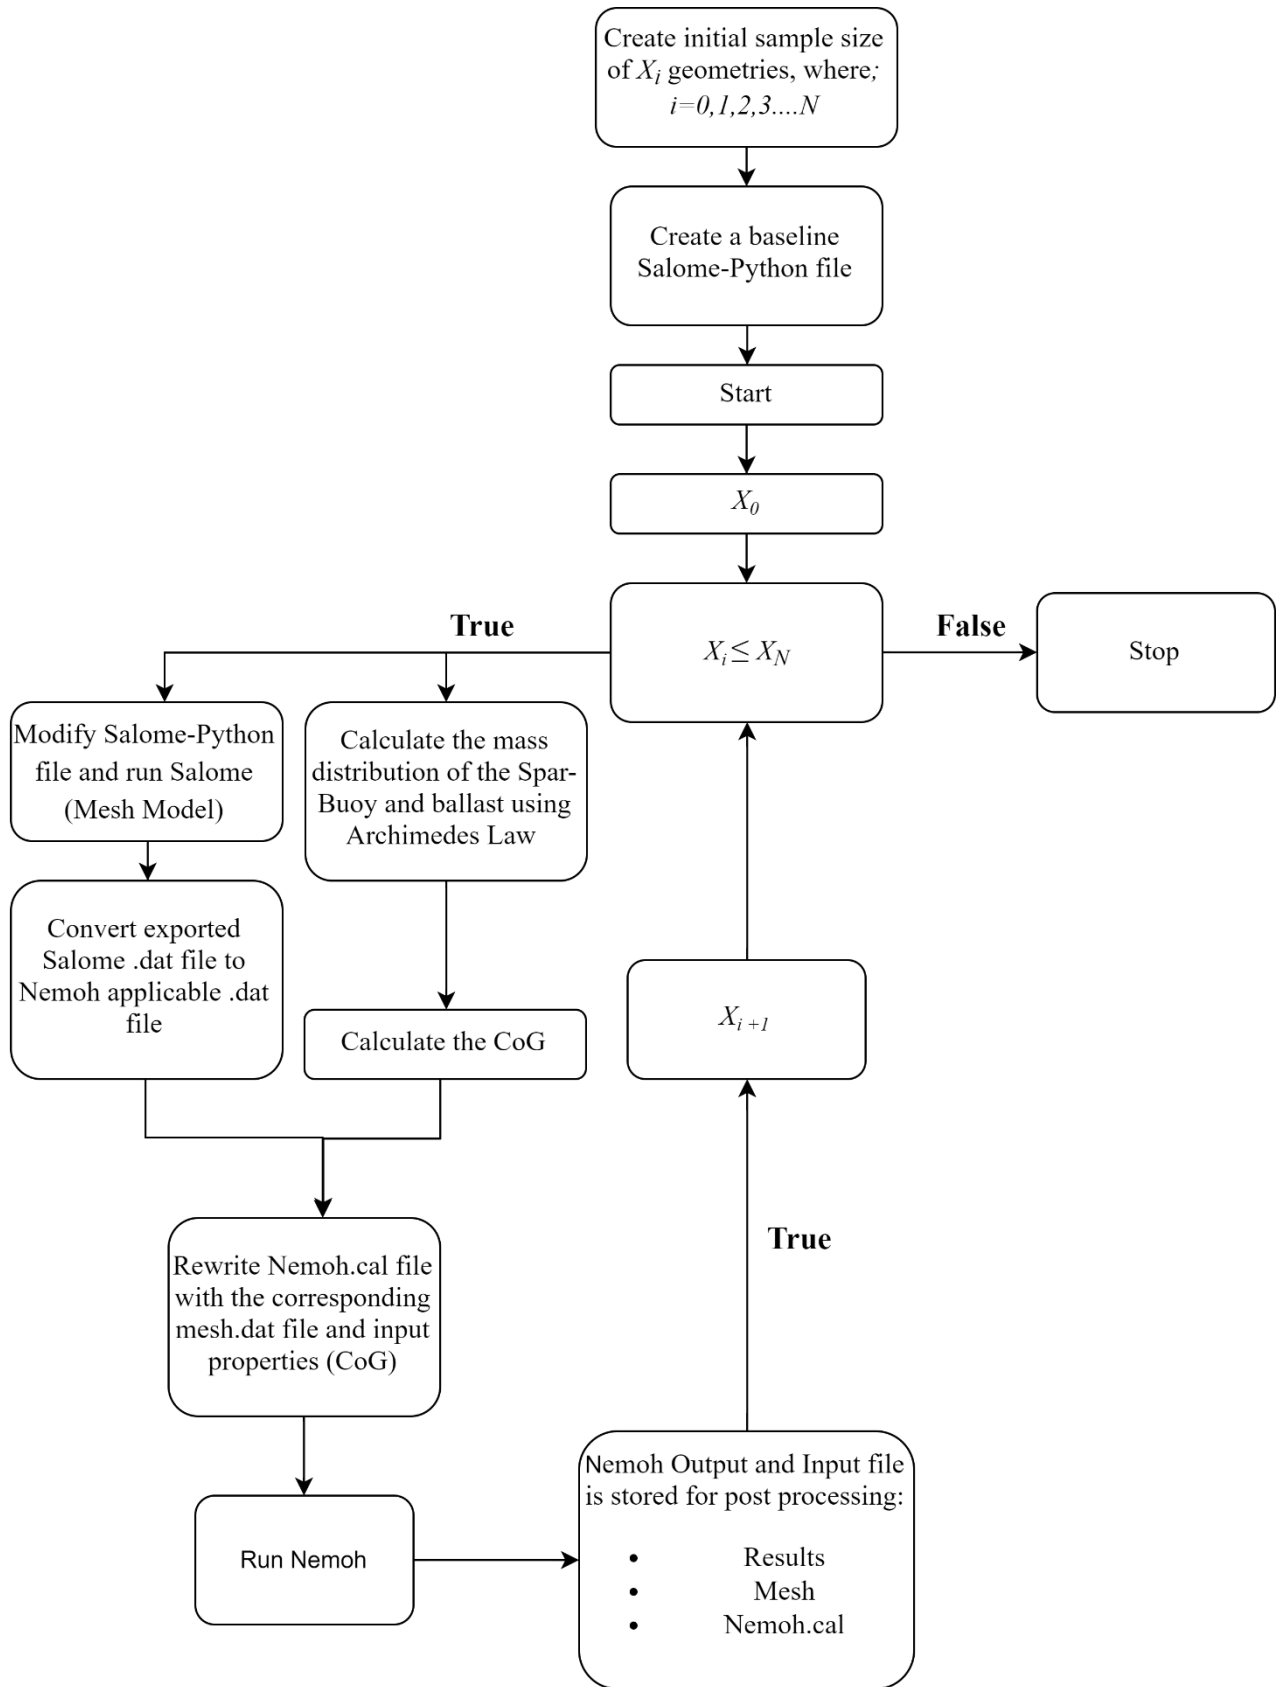 Create initial sample size
of Xi geometries, where;
i=0,1,2,3....N
Create a baseline
Salome-Python file
Start
X0
True
Xi ≤ XN
False
Stop
Modify Salome-Python
file and run Salome
(Mesh Model)
Calculate the mass
distribution of the Spar-
Buoy and ballast using
Archimedes Law
Convert exported
Salome .dat file to
Nemoh applicable .dat
file
Calculate the CoG
Xi +1
Rewrite Nemoh.cal file
with the corresponding
mesh.dat file and input
properties (CoG)
True
Run Nemoh
Nemoh Output and Input file
is stored for post processing:
• Results
• Mesh
• Nemoh.cal